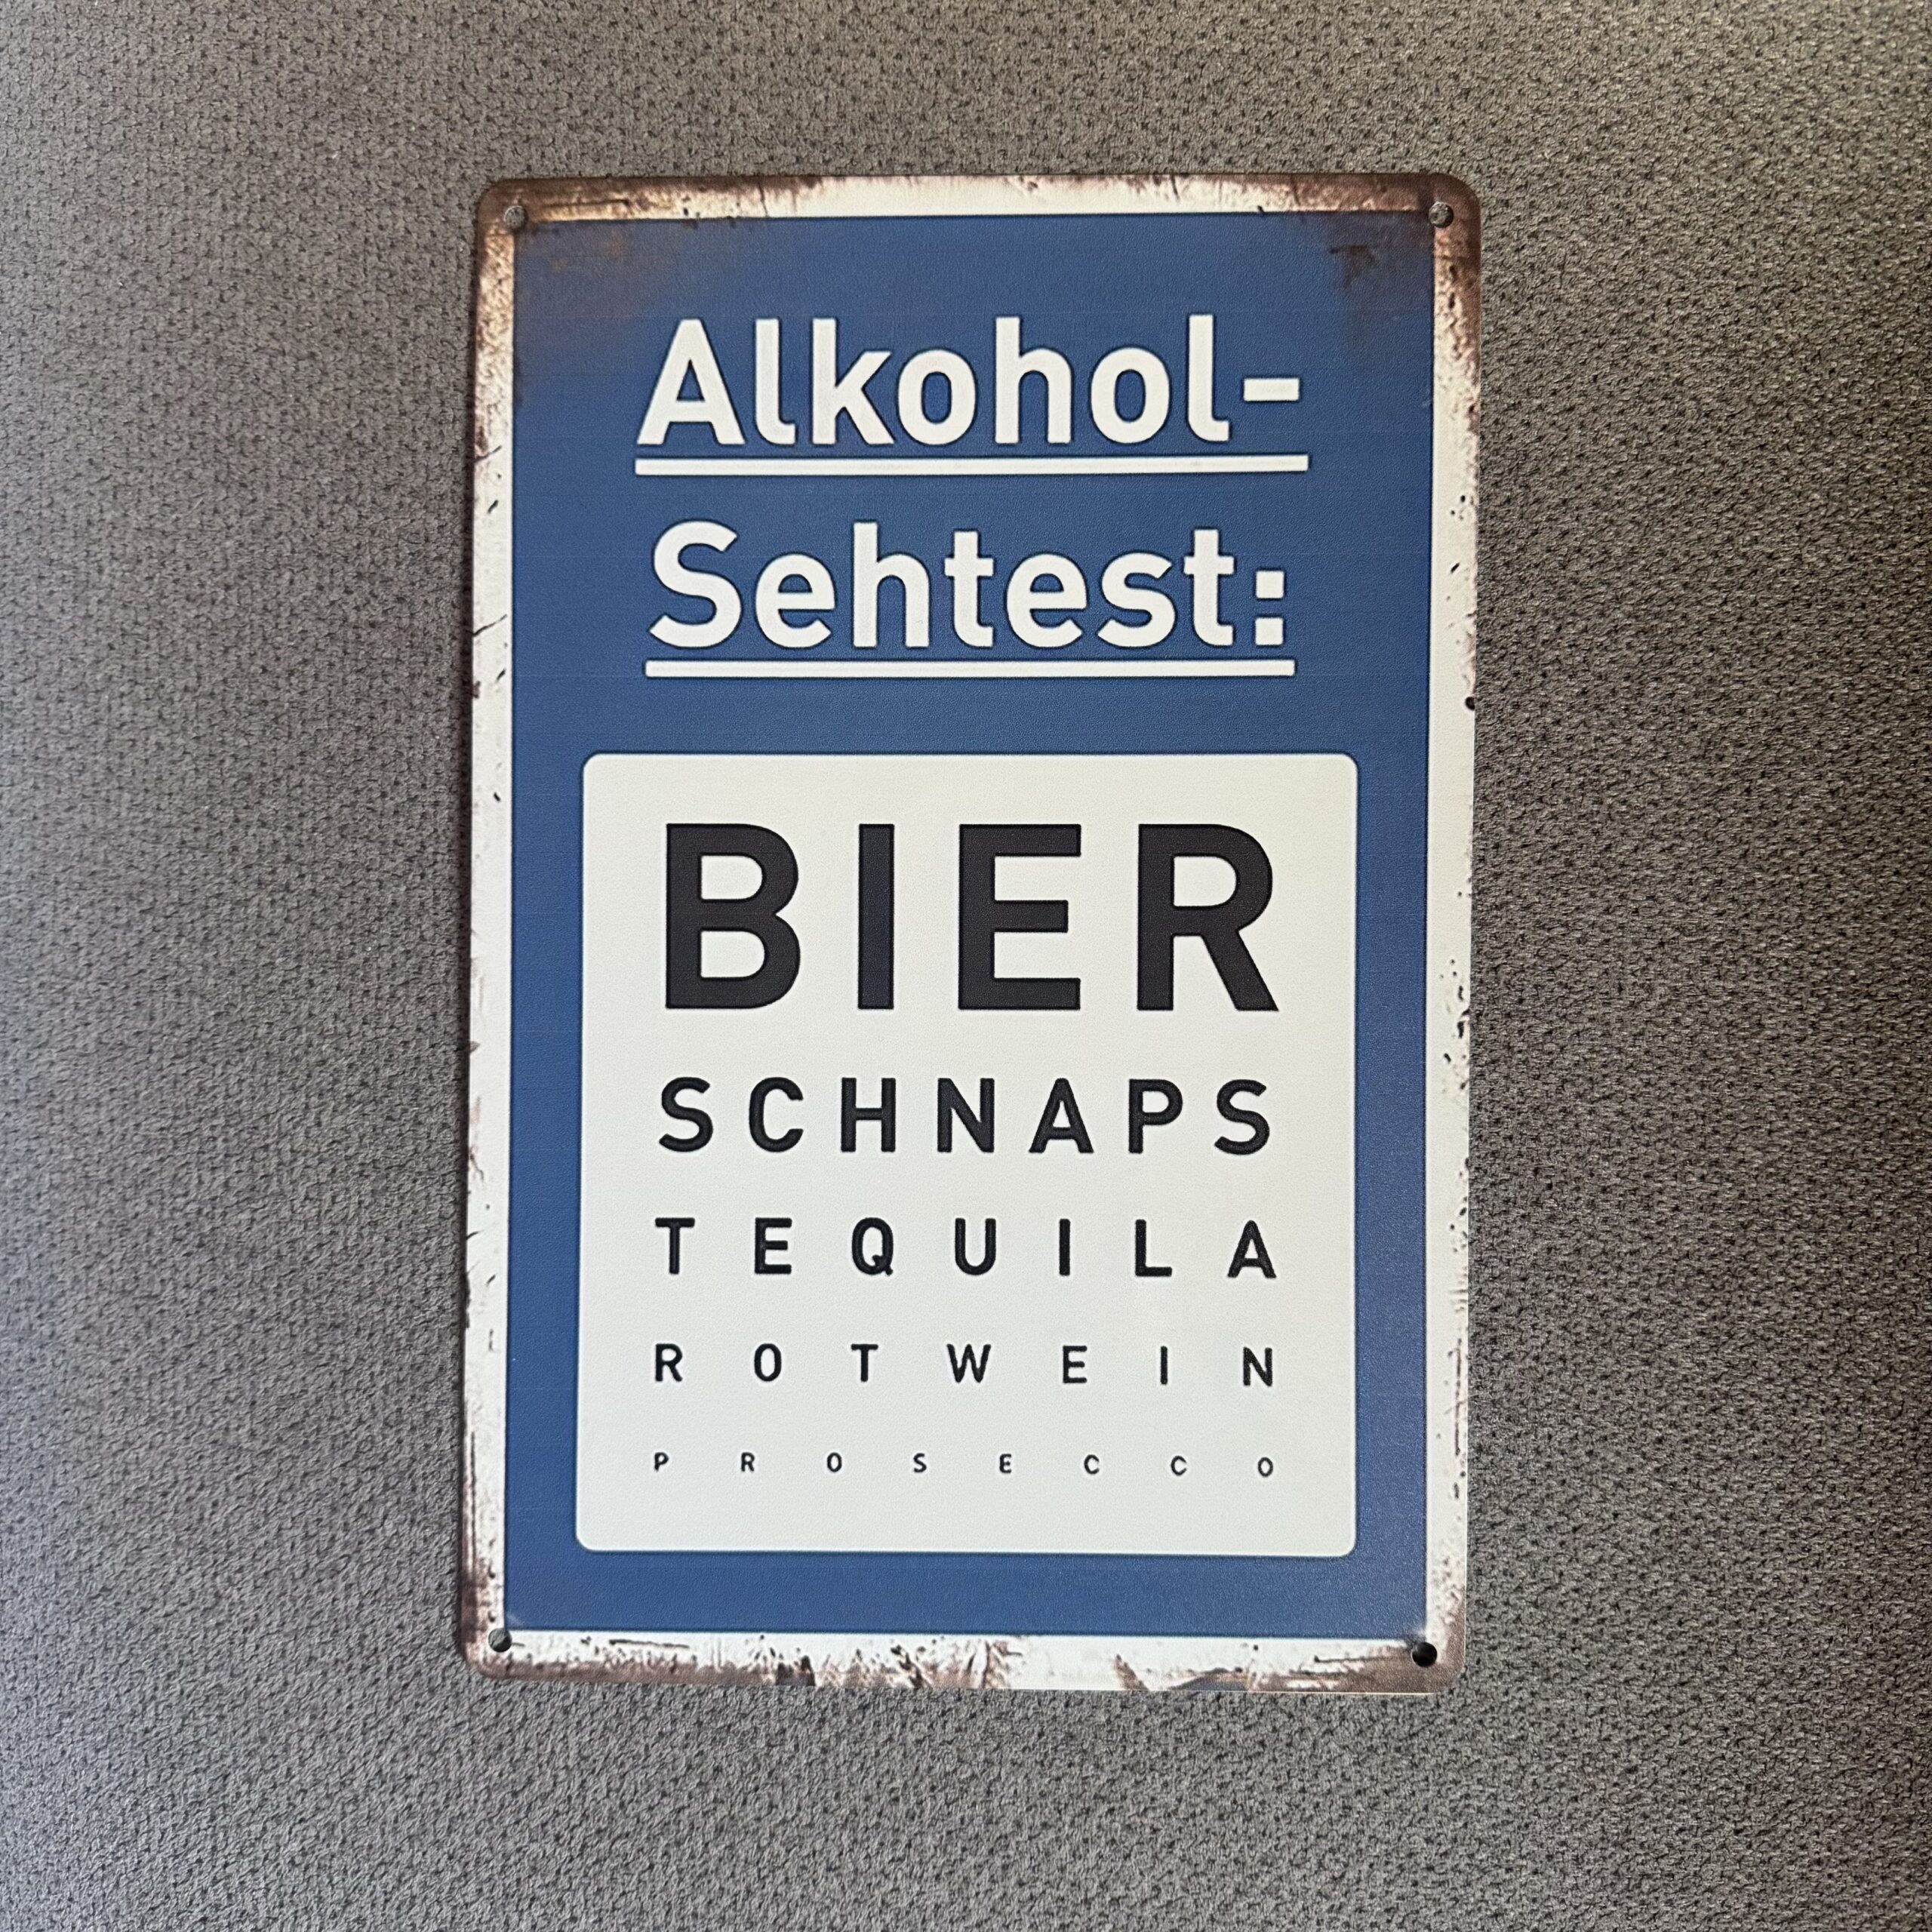 Alkohol-
Sehtest:
BIER
SCHNAPS
TEQUILA
ROTWEIN
PROSECCO